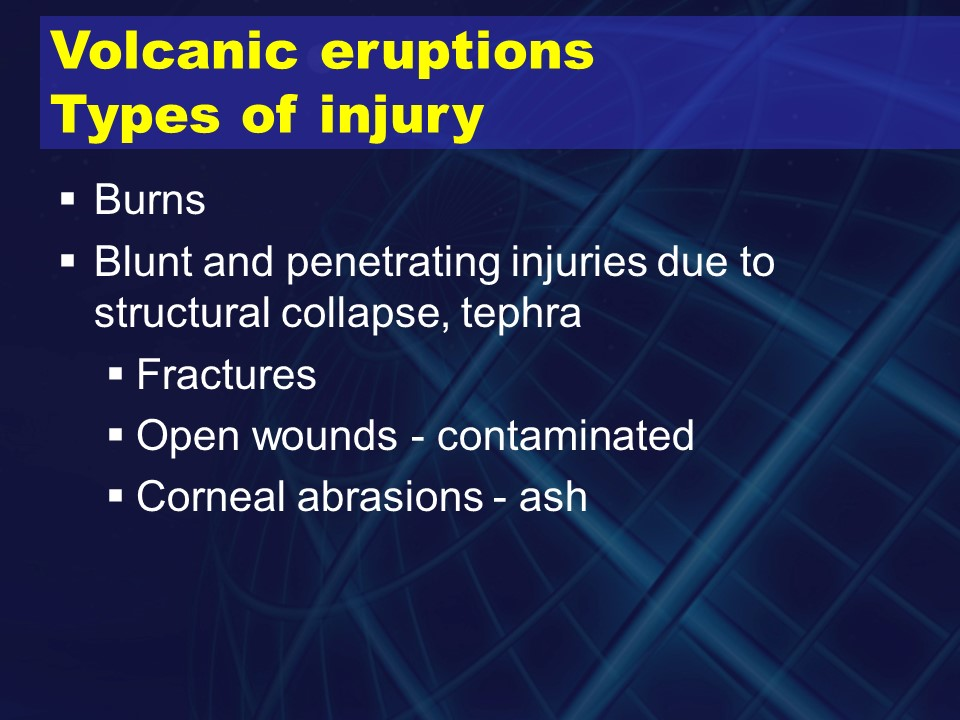 Volcanic eruptions
Types of injury
▪ Burns
▪ Blunt and penetrating injuries due to
structural collapse, tephra
▪ Fractures
▪ Open wounds - contaminated
▪ Corneal abrasions - ash